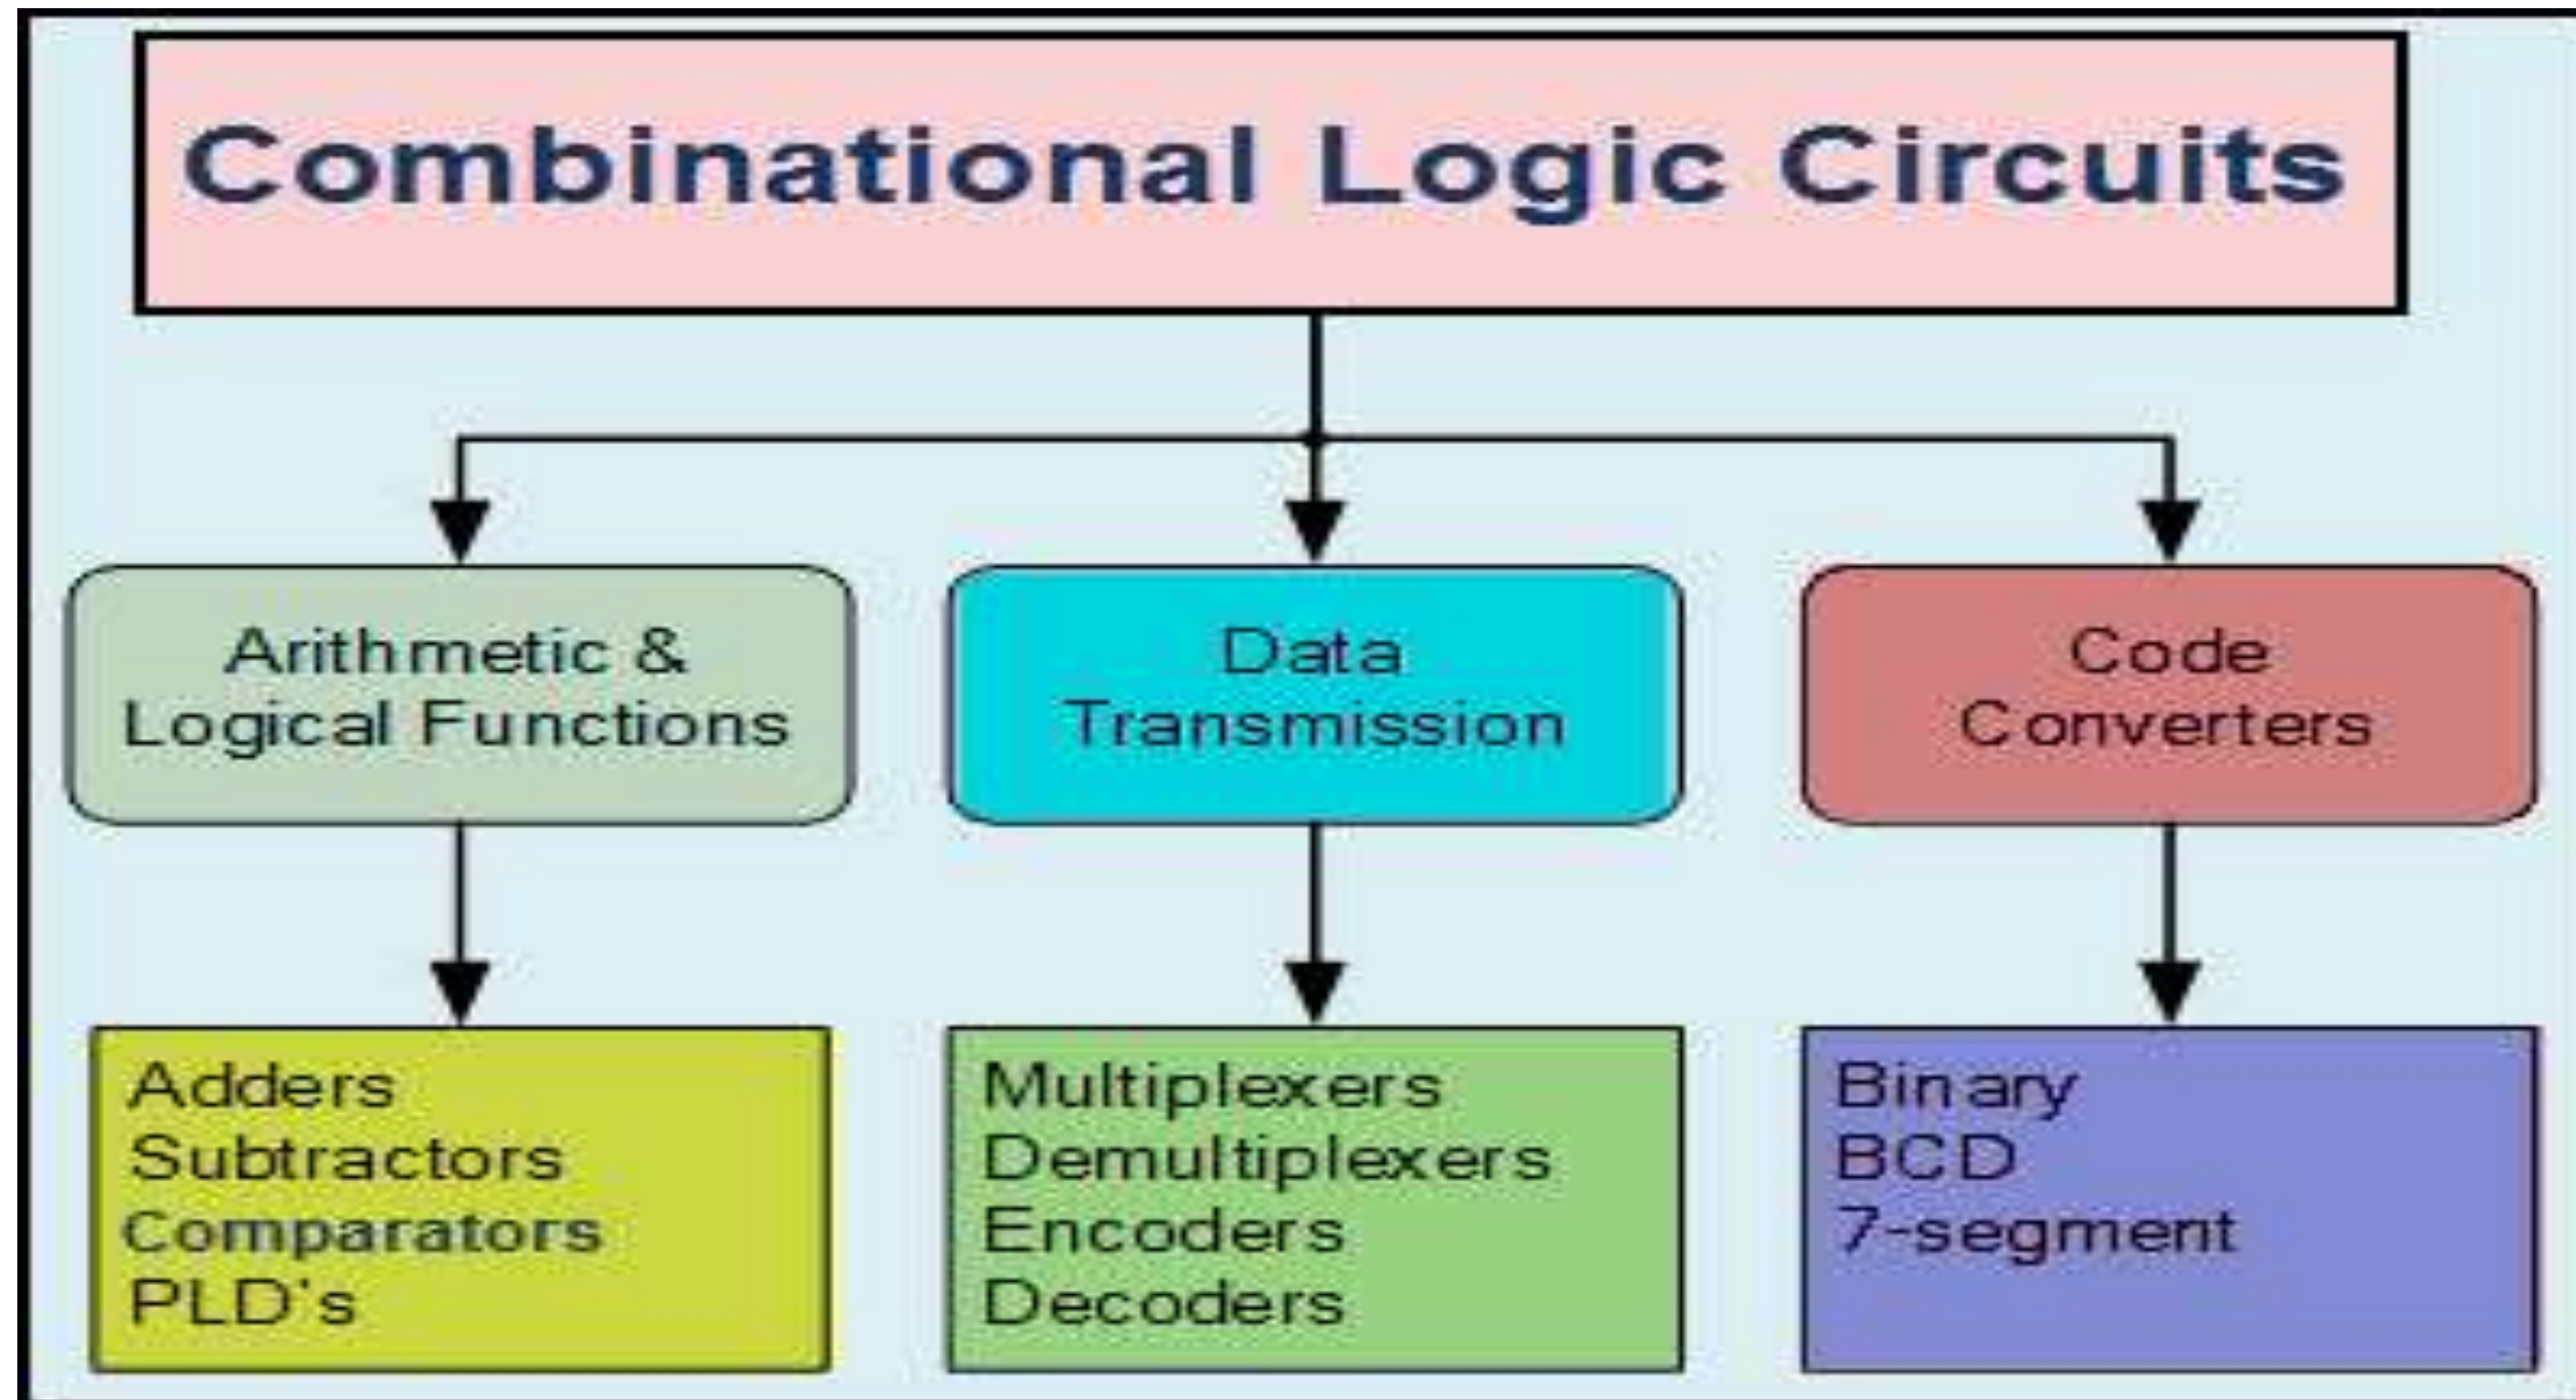 Combinational Logic Circuits
Arithmetic &
Logical Functions
Data
Transmission
Code
Converters
Adders
Subtractors
Comparators
PLD's
Multiplexers
Demultiplexers
Encoders
Decoders
Binary
BCD
7-segment